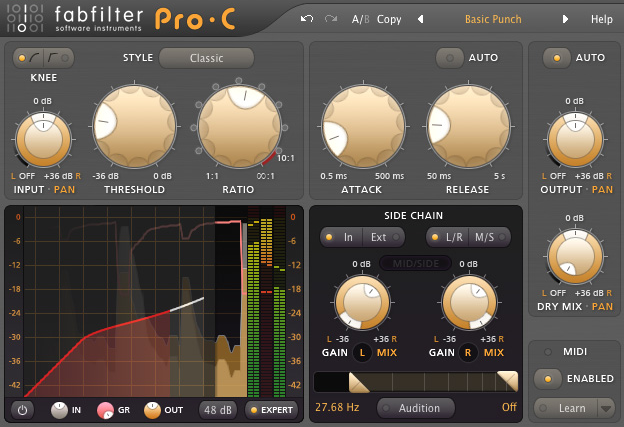 fabfilter
software instruments
Pro·C
A/B Copy
Basic Punch
Help
KNEE
STYLE
Classic
0 dB
L OFF +36 dB R
INPUT · PAN
-36 dB 0 dB
THRESHOLD
1:1 ∞:1
10:1
RATIO
AUTO
0.5 ms 500 ms
ATTACK
50 ms 5 s
RELEASE
AUTO
0 dB
L OFF +36 dB R
OUTPUT · PAN
0 dB
L OFF +36 dB R
DRY MIX · PAN
0 0
-6 -6
-12 -12
-18 -18
-24 -24
-30 -30
-36 -36
-42 -42
IN
GR
OUT
48 dB
EXPERT
SIDE CHAIN
In Ext
L/R M/S
MID/SIDE
0 dB
L -36 +36 R
GAIN L MIX
0 dB
L -36 +36 R
GAIN R MIX
27.68 Hz
Audition
Off
MIDI
ENABLED
Learn